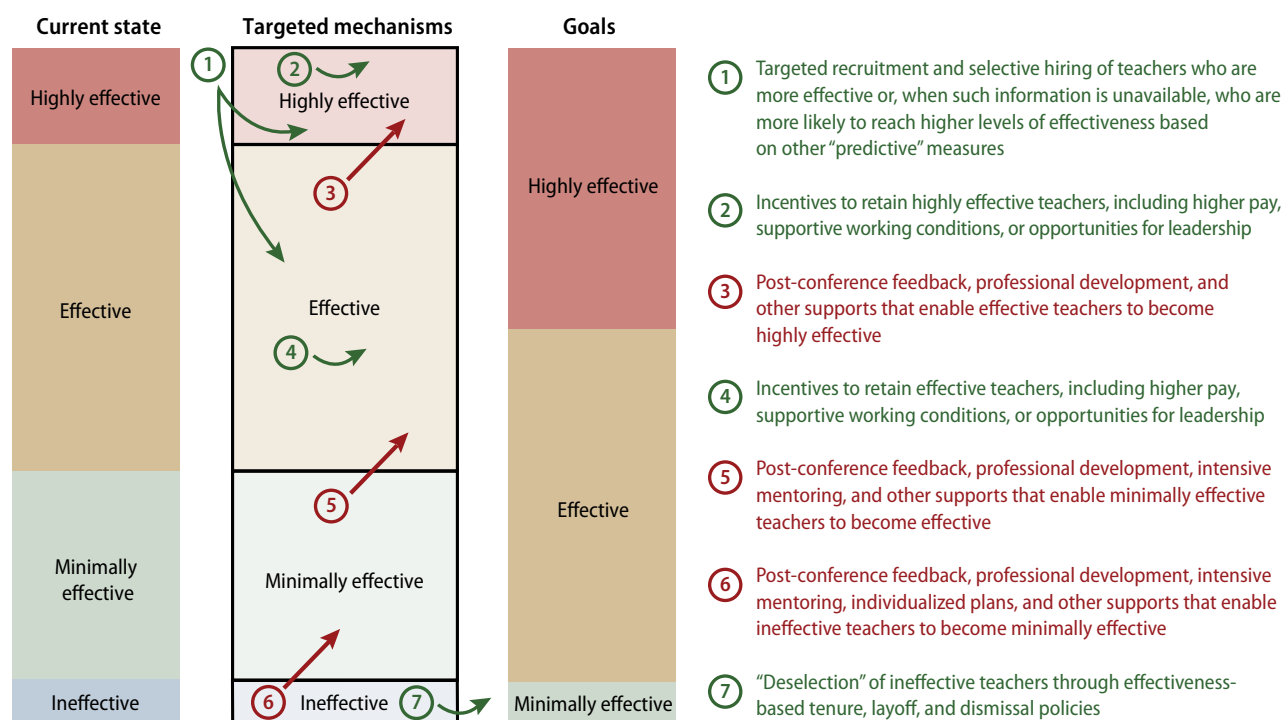 Current state
Targeted mechanisms
Goals
Highly effective
Effective
Minimally
effective
Ineffective
1
2
Highly effective
3
Effective
4
5
Minimally effective
6
Ineffective
7
Highly effective
Effective
Minimally effective
1
Targeted recruitment and selective hiring of teachers who are
more effective or, when such information is unavailable, who are
more likely to reach higher levels of effectiveness based
on other “predictive” measures
2
Incentives to retain highly effective teachers, including higher pay,
supportive working conditions, or opportunities for leadership
3
Post-conference feedback, professional development, and
other supports that enable effective teachers to become
highly effective
4
Incentives to retain effective teachers, including higher pay,
supportive working conditions, or opportunities for leadership
5
Post-conference feedback, professional development, intensive
mentoring, and other supports that enable minimally effective
teachers to become effective
6
Post-conference feedback, professional development, intensive
mentoring, individualized plans, and other supports that enable
ineffective teachers to become minimally effective
7
“Deselection” of ineffective teachers through effectiveness-
based tenure, layoff, and dismissal policies